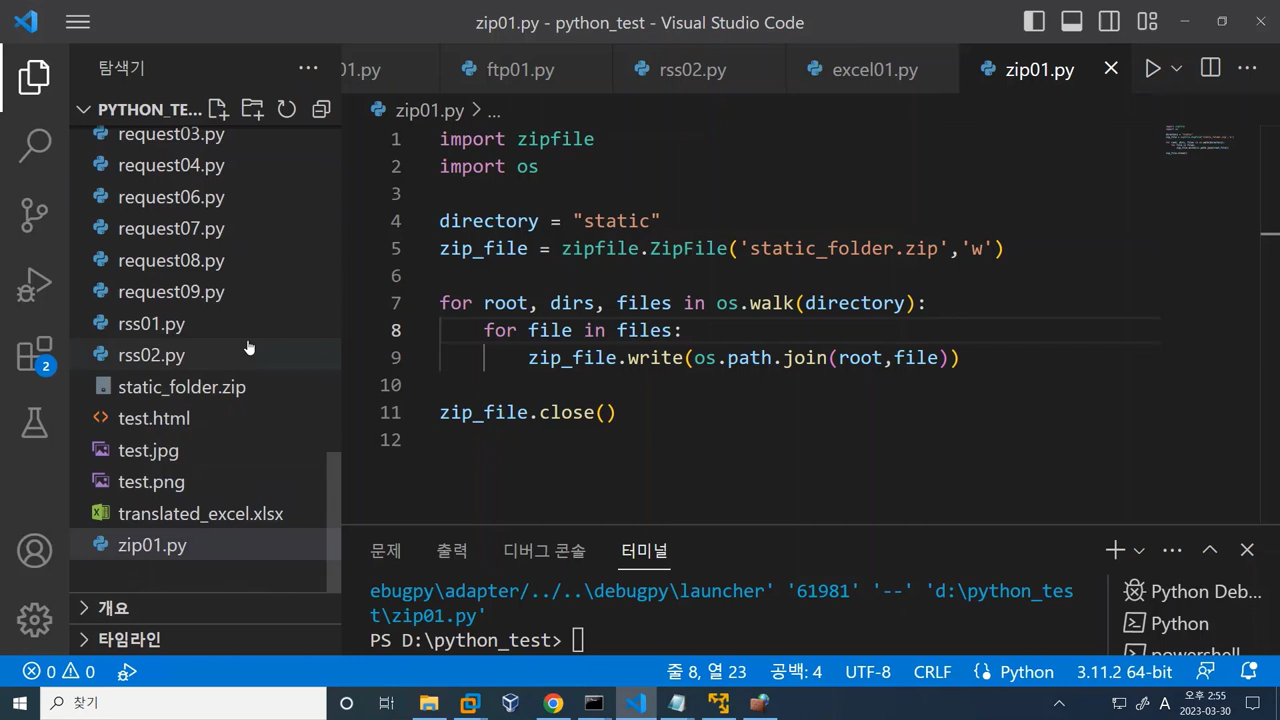 zip01.py - python_test - Visual Studio Code
탐색기
01.py
ftp01.py
rss02.py
excel01.py
zip01.py
PYTHON_TE...
zip01.py > ...
request03.py
request04.py
request06.py
request07.py
request08.py
request09.py
rss01.py
rss02.py
static_folder.zip
test.html
test.jpg
test.png
translated_excel.xlsx
zip01.py
개요
타임라인
2
1 import zipfile
2 import os
3
4 directory = "static"
5 zip_file = zipfile.ZipFile('static_folder.zip','w')
6
7 for root, dirs, files in os.walk(directory):
8 for file in files:
9 zip_file.write(os.path.join(root,file))
10
11 zip_file.close()
12
문제 출력 디버그 콘솔 터미널
ebugpy\adapter/../..\debugpy\launcher' '61981' '--' 'd:\python_tes
t\zip01.py'
PS D:\python_test>
Python Deb...
Python
powershell
0 0
줄 8, 열 23 공백: 4 UTF-8 CRLF Python 3.11.2 64-bit
찾기
A
오후 2:55
2023-03-30